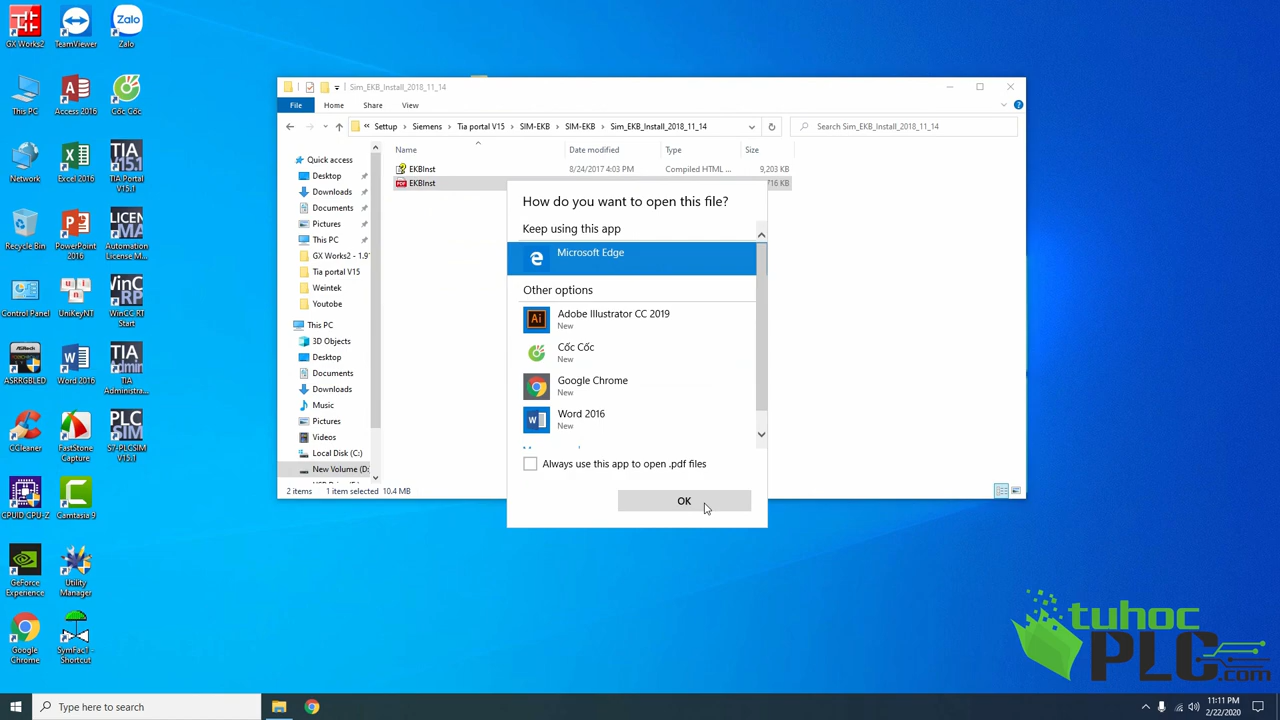 GX Works2
TeamViewer
Zalo
This PC
Access 2016
Cốc Cốc
Network
Excel 2016
TIA Portal V15.1
Recycle Bin
PowerPoint 2016
Automation License M...
Control Panel
UniKeyNT
WinCC RT Start
ASRRGBLED
Word 2016
TIA Administra...
CCleaner
FastStone Capture
S7-PLCSIM V15.1
CPUID CPU-Z
Camtasia 9
GeForce Experience
Utility Manager
Google Chrome
SymFac1 - Shortcut
Sim_EKB_Install_2018_11_14
File Home Share View
« Settup › Siemens › Tia portal V15 › SIM-EKB › SIM-EKB › Sim_EKB_Install_2018_11_14
Search Sim_EKB_Install_2018_11_14
Name Date modified Type Size
EKBInst 8/24/2017 4:03 PM Compiled HTML ... 9,203 KB
EKBInst 716 KB
Quick access
Desktop
Downloads
Documents
Pictures
This PC
GX Works2 - 1.9
Tia portal V15
Weintek
Youtube
This PC
3D Objects
Desktop
Documents
Downloads
Music
Pictures
Videos
Local Disk (C:)
New Volume (D:
2 items 1 item selected 10.4 MB
How do you want to open this file?
Keep using this app
Microsoft Edge
Other options
Adobe Illustrator CC 2019
New
Cốc Cốc
New
Google Chrome
New
Word 2016
New
Always use this app to open .pdf files
OK
tuhoc
PLC.com
Type here to search
11:11 PM
2/22/2020